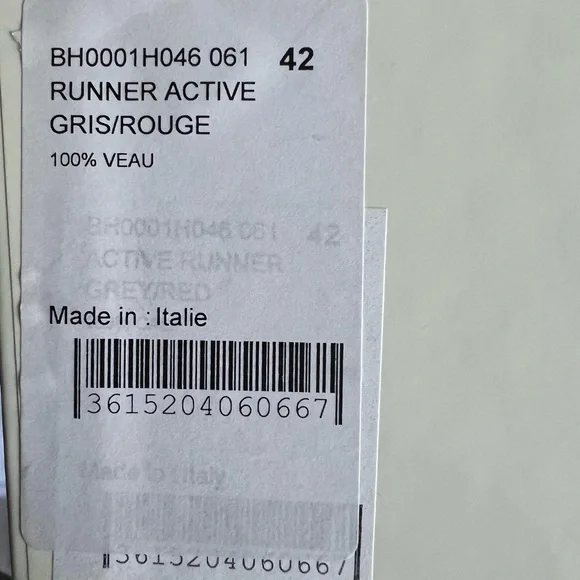 BH0001H046 061 42
RUNNER ACTIVE
GRIS/ROUGE
100% VEAU
BH0001H046 061 42
ACTIVE RUNNER
GREY/RED
Made in : Italie
3615204060667
Made in : Italy
3615204060667